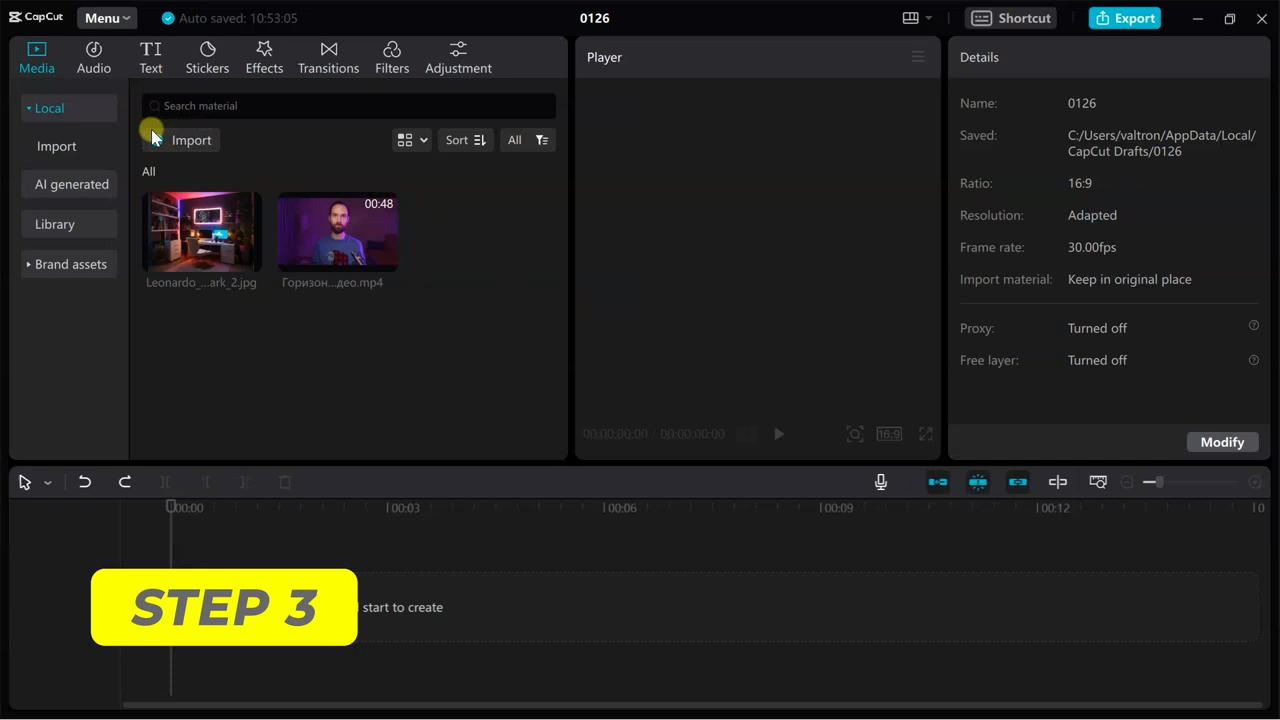 CapCut
Menu
Auto saved: 10:53:05
0126
Shortcut
Export
Media
Audio
TI
Text
Stickers
Effects
Transitions
Filters
Adjustment
Local
Import
AI generated
Library
Brand assets
Search material
Import
Sort
All
All
00:48
Leonardo_...ark_2.jpg
Горизон...део.mp4
Player
00:00:00:00 / 00:00:00:00
16:9
Details
Name: 0126
Saved: C:/Users/valtron/AppData/Local/
CapCut Drafts/0126
Ratio: 16:9
Resolution: Adapted
Frame rate: 30.00fps
Import material: Keep in original place
Proxy: Turned off
Free layer: Turned off
Modify
00:00
00:03
00:06
00:09
00:12
STEP 3
start to create